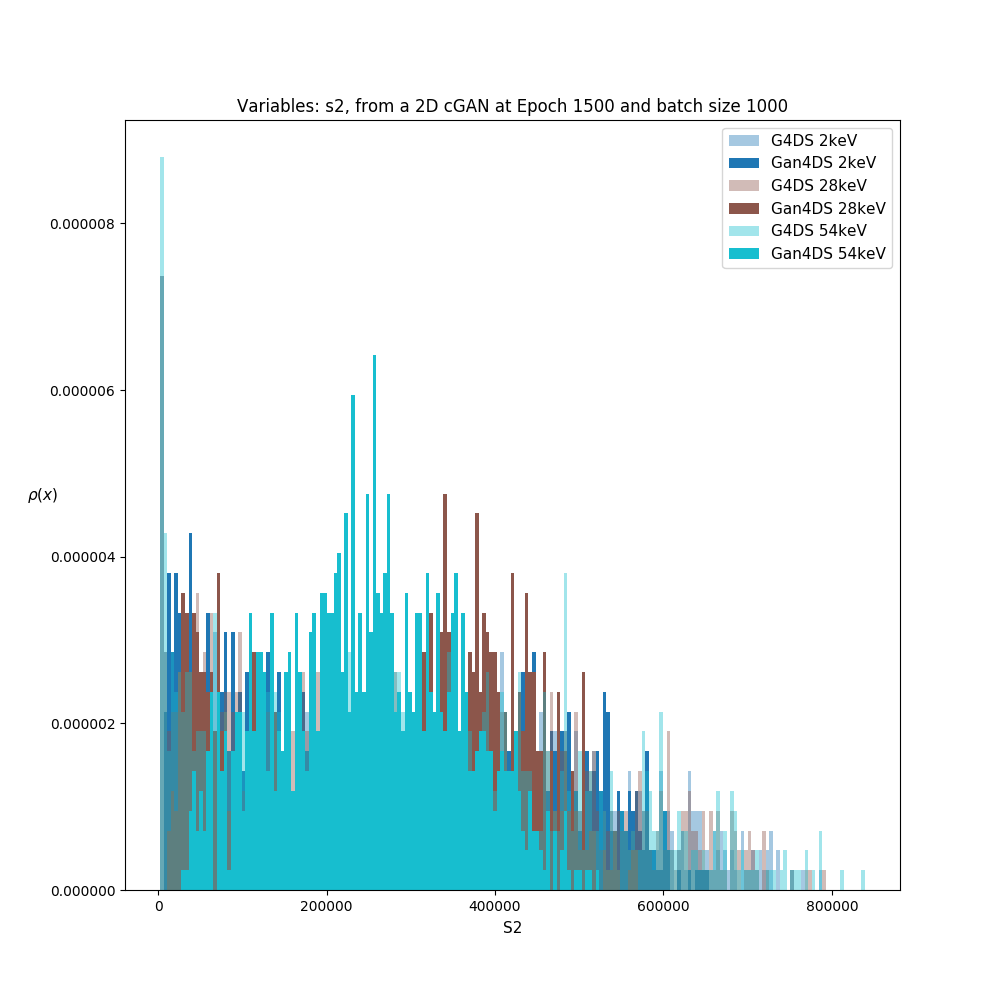 Variables: s2, from a 2D cGAN at Epoch 1500 and batch size 1000
G4DS 2keV
Gan4DS 2keV
G4DS 28keV
Gan4DS 28keV
G4DS 54keV
Gan4DS 54keV
0.000008
0.000006
ρ(x)
0.000004
0.000002
0.000000
0 200000 400000 600000 800000
S2